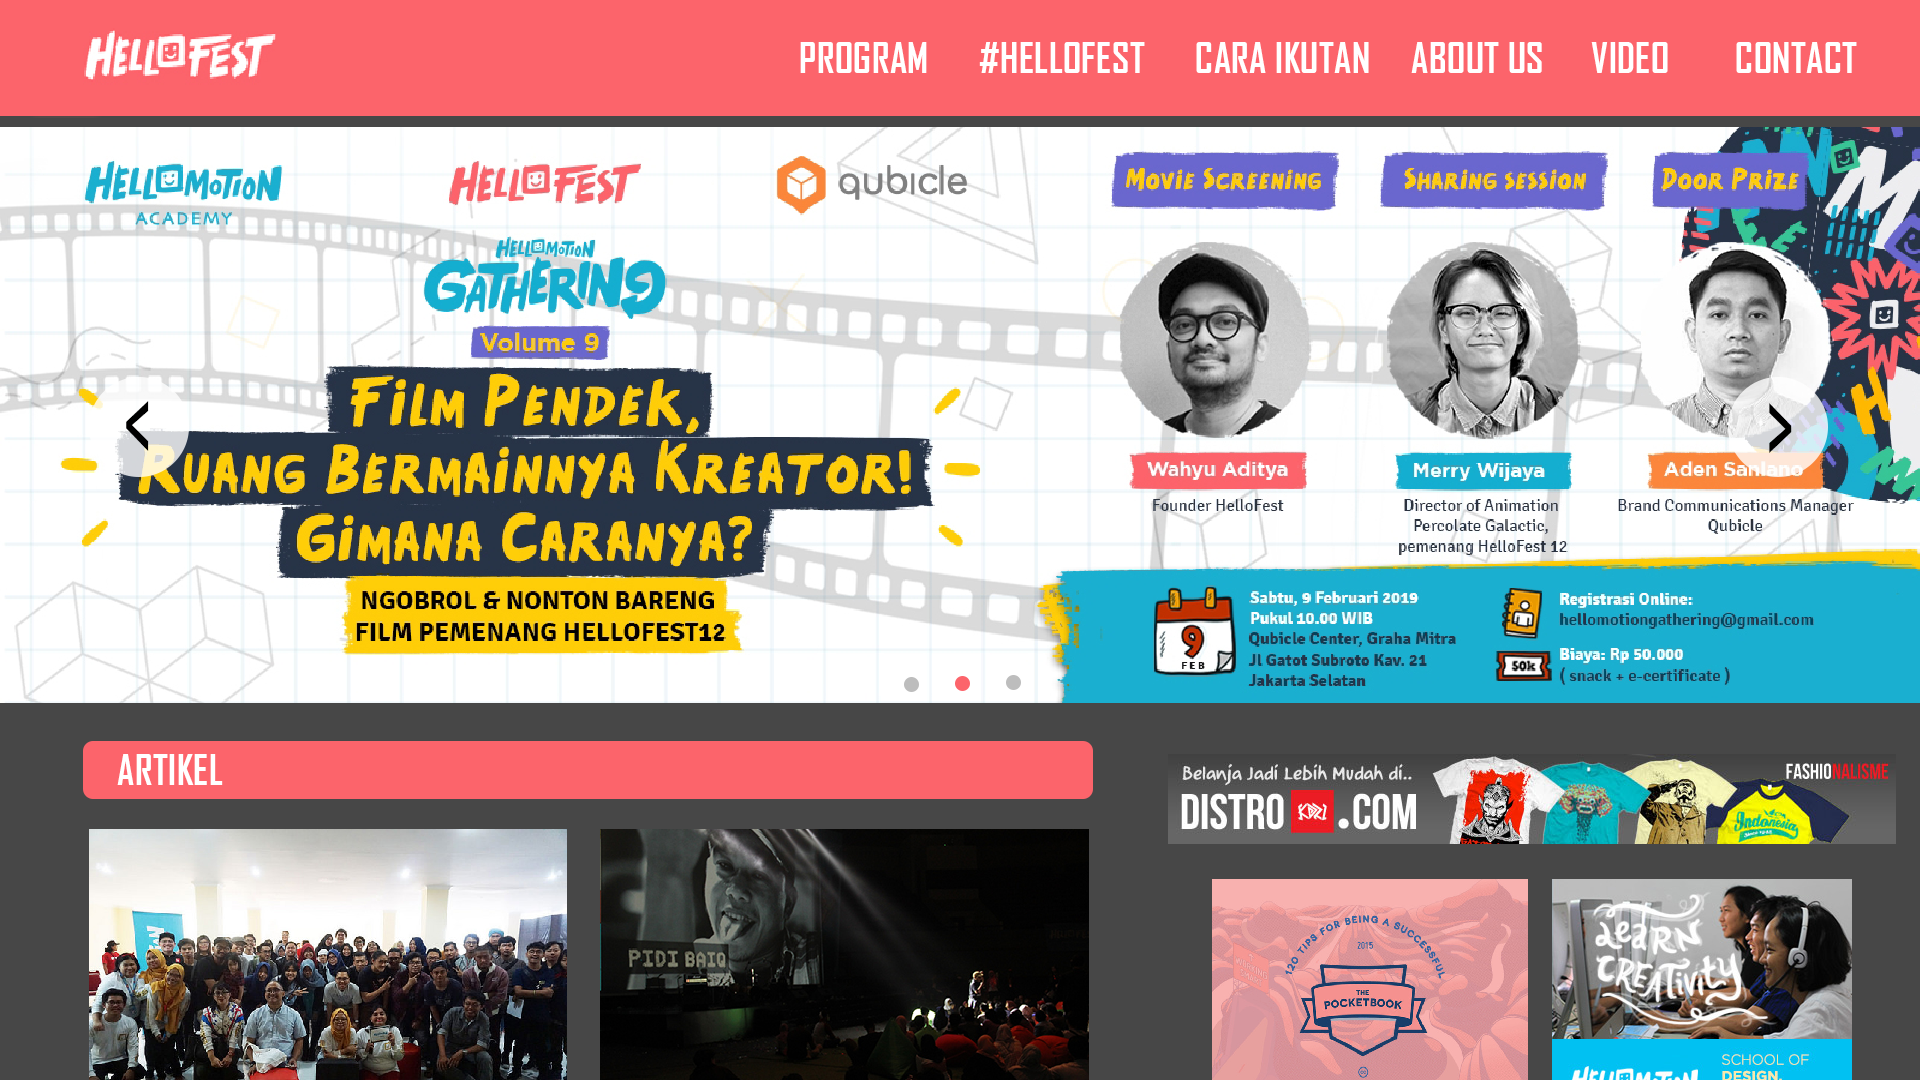 HELLOFEST
PROGRAM
#HELLOFEST
CARA IKUTAN
ABOUT US
VIDEO
CONTACT
HELLOMOTION
ACADEMY
HELLOFEST
qubicle
HELLOMOTION
GATHERING
Volume 9
FILM PENDEK,
RUANG BERMAINNYA KREATOR!
GIMANA CARANYA?
NGOBROL & NONTON BARENG
FILM PEMENANG HELLOFEST12
MOVIE SCREENING
SHARING SESSION
DOOR PRIZE
Wahyu Aditya
Founder HelloFest
Merry Wijaya
Director of Animation
Percolate Galactic,
pemenang HelloFest 12
Aden Sanlano
Brand Communications Manager
Qubicle
9
FEB
Sabtu, 9 Februari 2019
Pukul 10.00 WIB
Qubicle Center, Graha Mitra
Jl Gatot Subroto Kav. 21
Jakarta Selatan
Registrasi Online:
hellomotiongathering@gmail.com
50k
Biaya: Rp 50.000
( snack + e-certificate )
ARTIKEL
Belanja Jadi Lebih Mudah di..
DISTRO KDRI .COM
FASHIONALISME
Indonesia
PIDI BAIQ
120 TIPS FOR BEING A SUCCESSFUL
2015
THE
POCKETBOOK
LEARN
CREATIVITY
HELLOMOTION
SCHOOL OF
DESIGN,